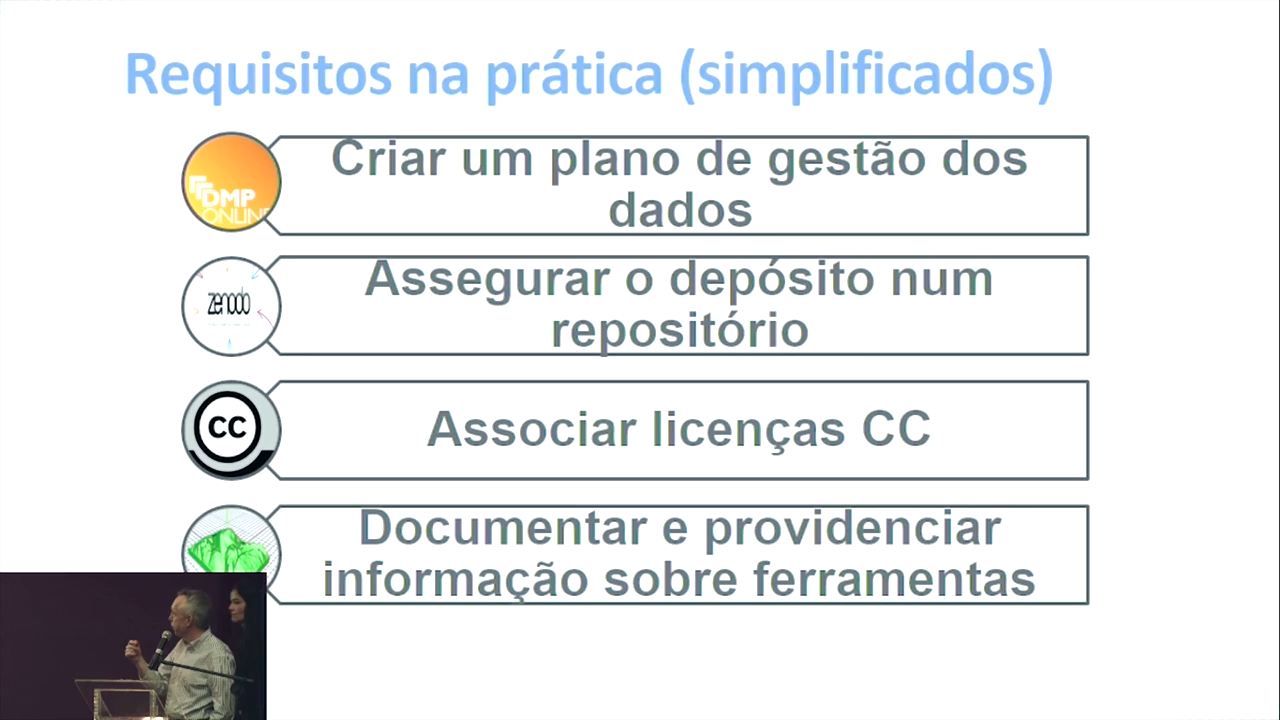 Requisitos na prática (simplificados)
DMP
ONLINE
Criar um plano de gestão dos
dados
zenodo
Assegurar o depósito num
repositório
CC
Associar licenças CC
Documentar e providenciar
informação sobre ferramentas